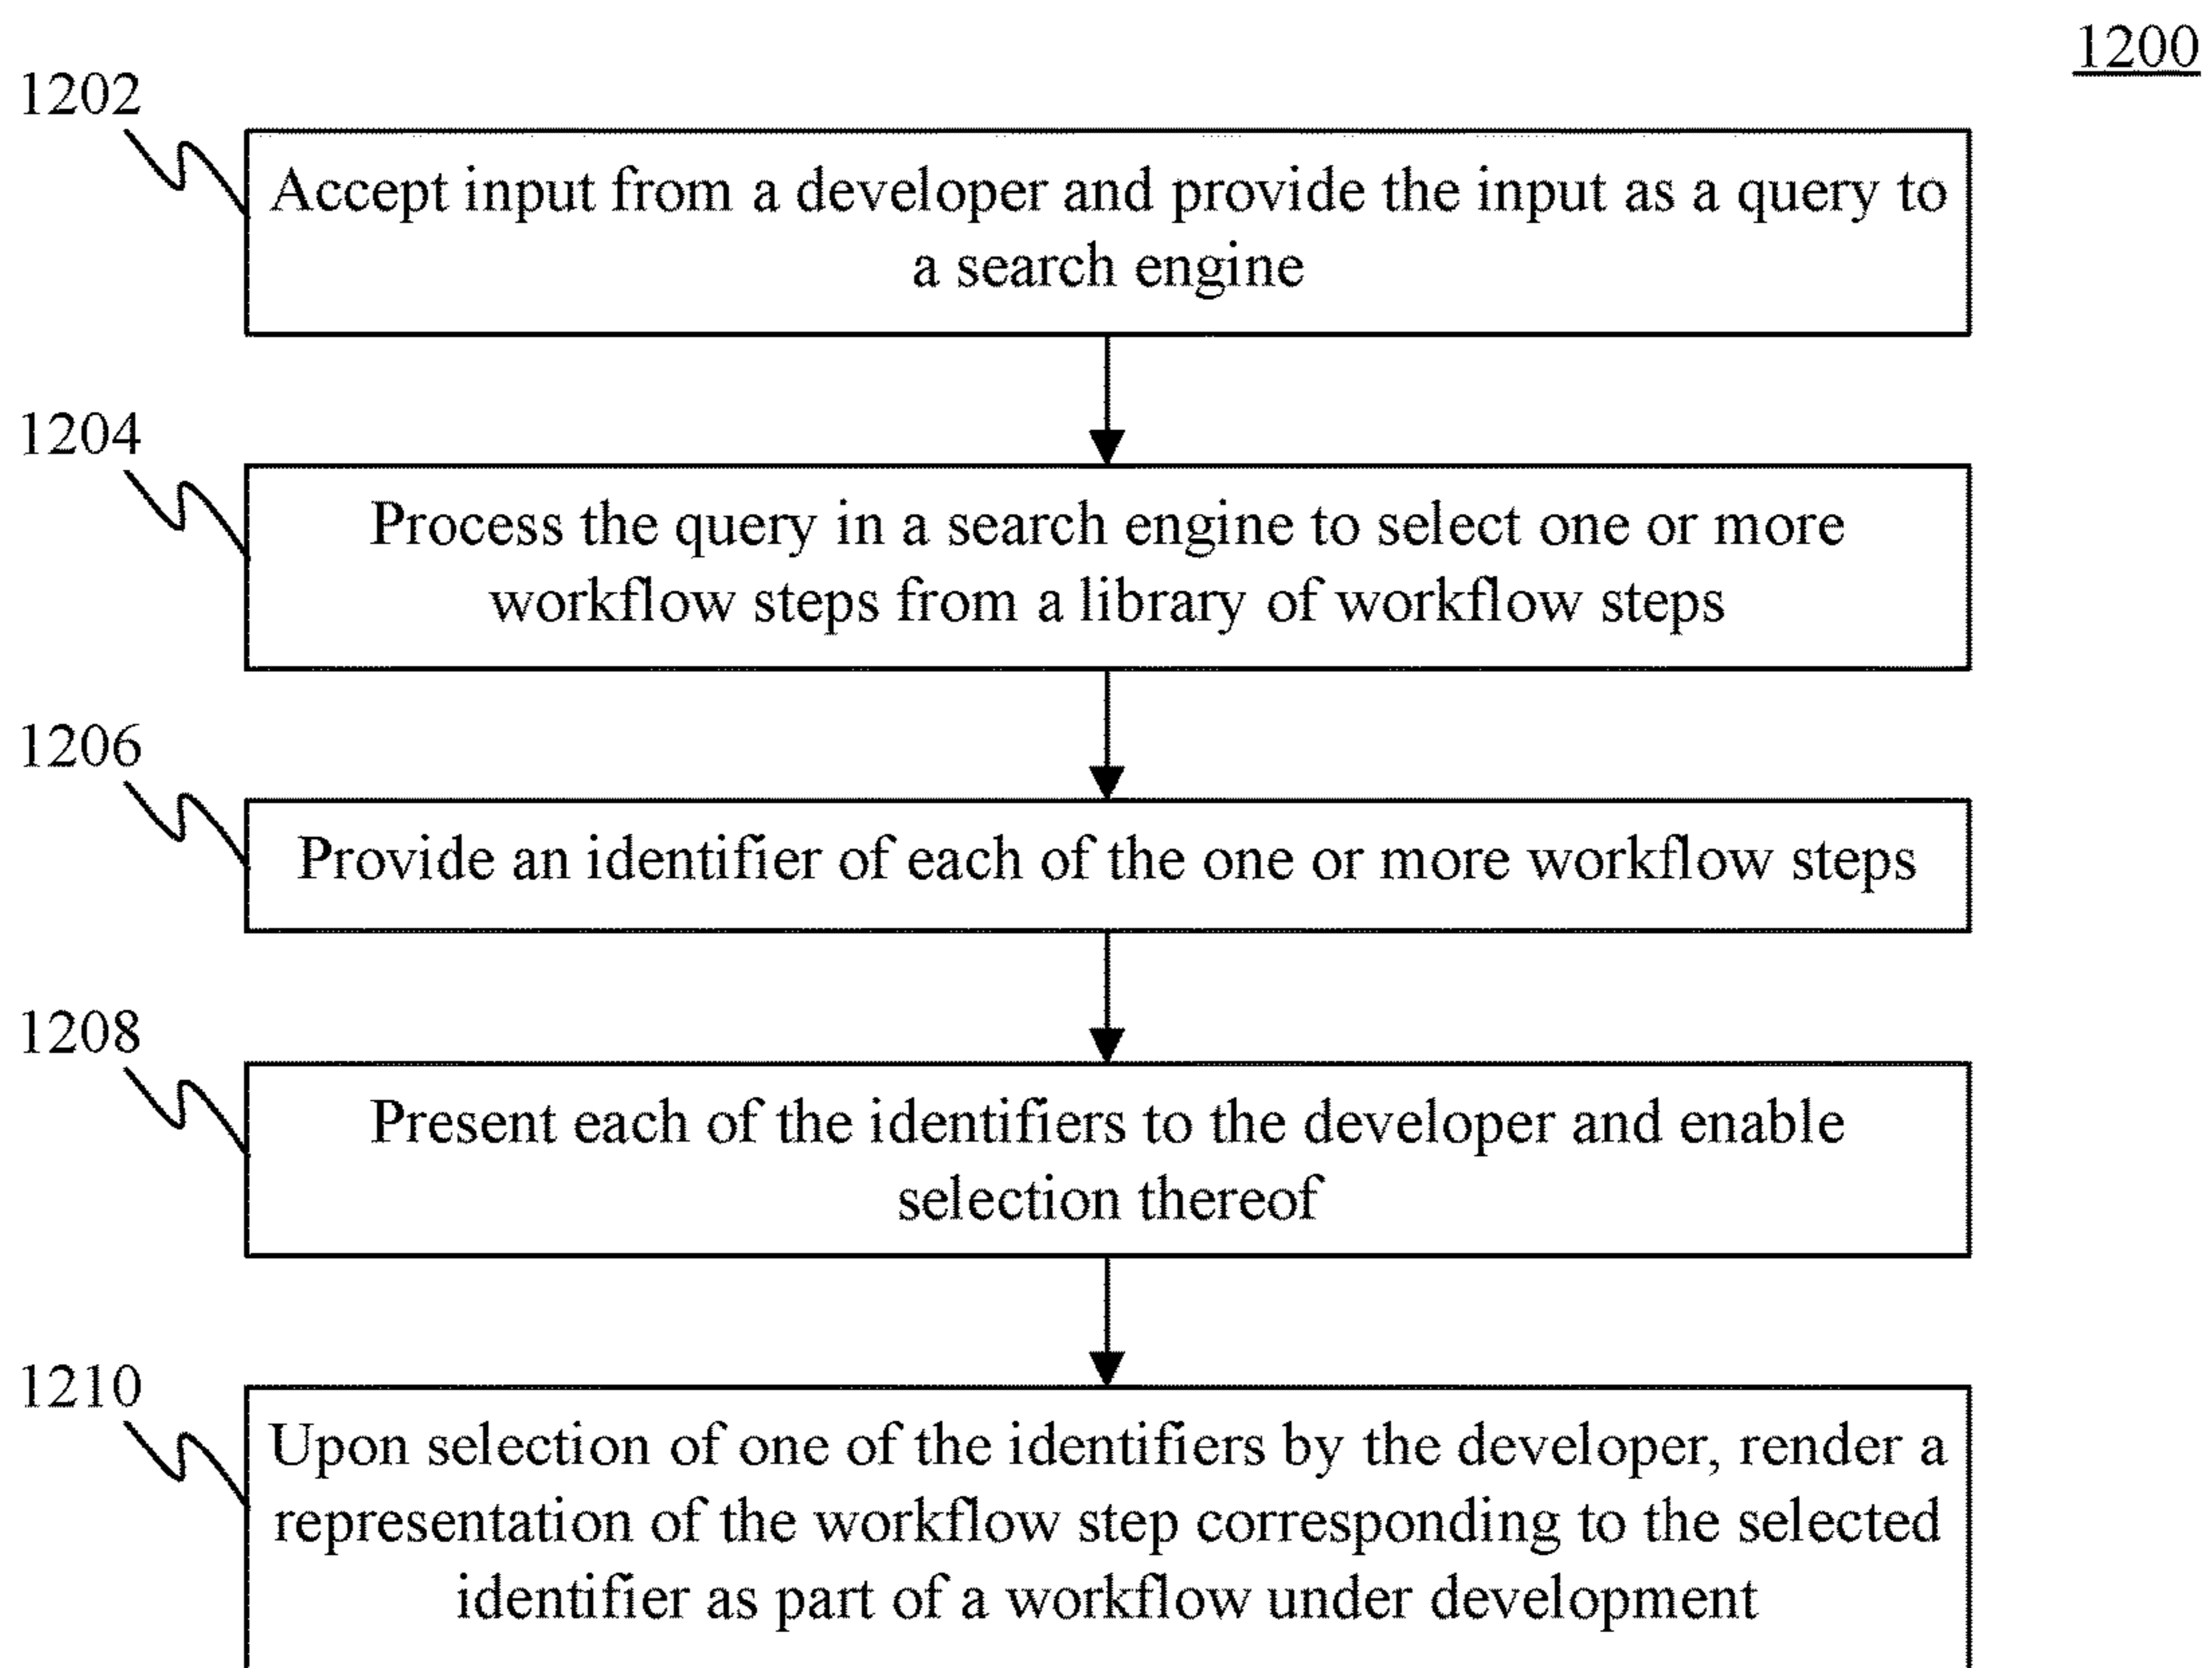 1200
1202
Accept input from a developer and provide the input as a query to
a search engine
1204
Process the query in a search engine to select one or more
workflow steps from a library of workflow steps
1206
Provide an identifier of each of the one or more workflow steps
1208
Present each of the identifiers to the developer and enable
selection thereof
1210
Upon selection of one of the identifiers by the developer, render a
representation of the workflow step corresponding to the selected
identifier as part of a workflow under development